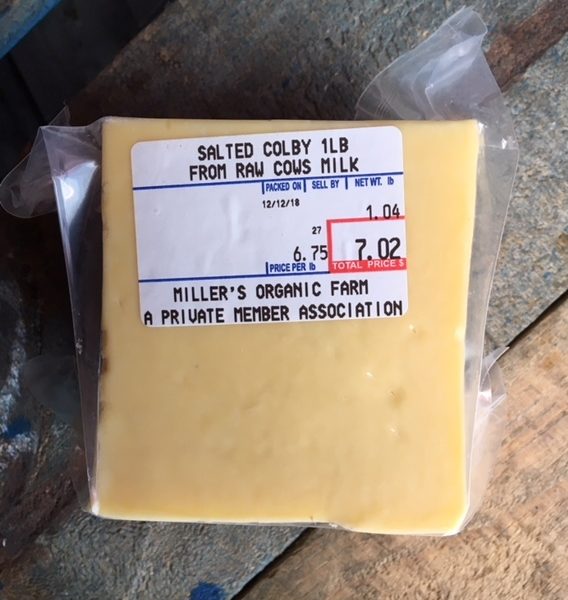 SALTED COLBY 1LB
FROM RAW COWS MILK
PACKED ON SELL BY NET WT. lb
12/12/18
1.04
27
6.75 7.02
PRICE PER lb TOTAL PRICE $
MILLER'S ORGANIC FARM
A PRIVATE MEMBER ASSOCIATION